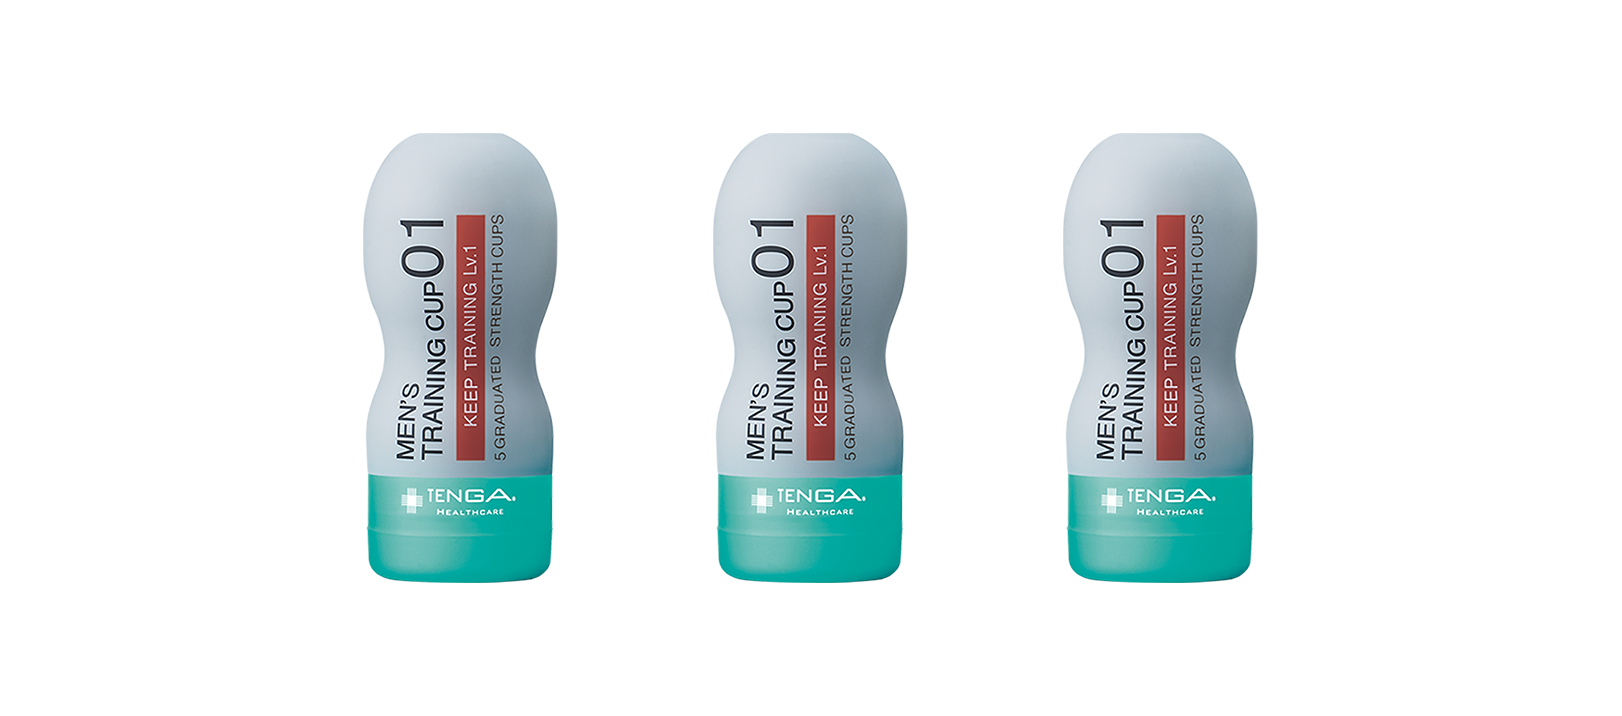 MEN'S
TRAINING CUP 01
KEEP TRAINING Lv.1
5 GRADUATED STRENGTH CUPS
TENGA®
HEALTHCARE
MEN'S
TRAINING CUP 01
KEEP TRAINING Lv.1
5 GRADUATED STRENGTH CUPS
TENGA®
HEALTHCARE
MEN'S
TRAINING CUP 01
KEEP TRAINING Lv.1
5 GRADUATED STRENGTH CUPS
TENGA®
HEALTHCARE